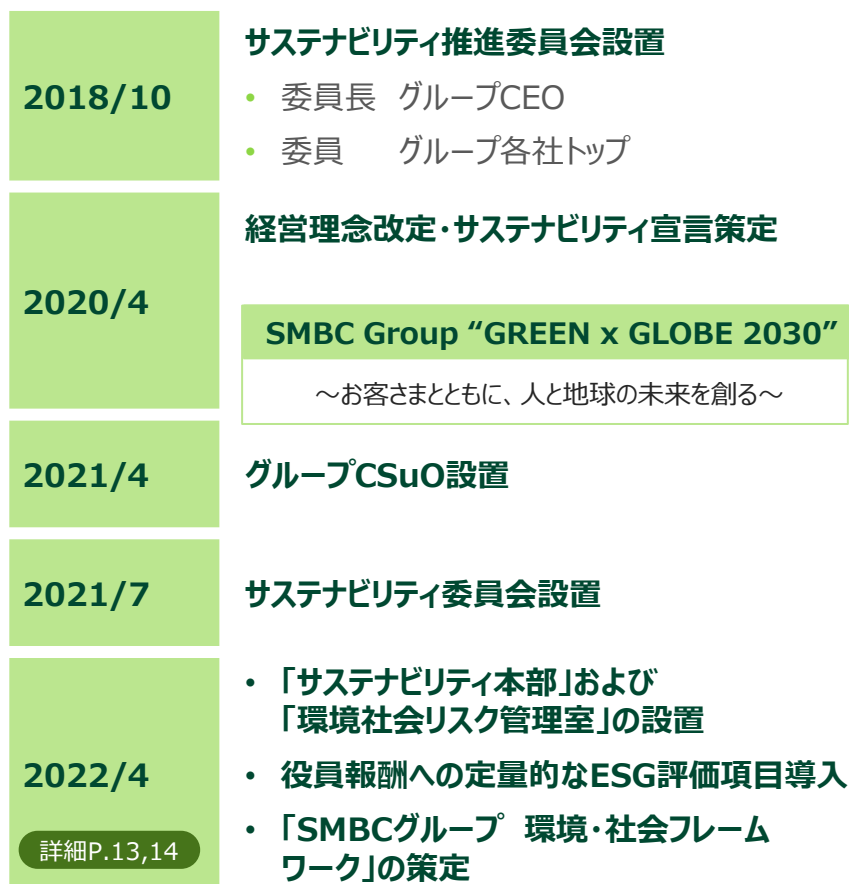 2018/10
サステナビリティ推進委員会設置
• 委員長 グループCEO
• 委員 グループ各社トップ
2020/4
経営理念改定・サステナビリティ宣言策定
SMBC Group “GREEN x GLOBE 2030”
～お客さまとともに、人と地球の未来を創る～
2021/4
グループCSuO設置
2021/7
サステナビリティ委員会設置
2022/4
詳細P.13,14
• 「サステナビリティ本部」および
「環境社会リスク管理室」の設置
• 役員報酬への定量的なESG評価項目導入
• 「SMBCグループ 環境・社会フレーム
ワーク」の策定